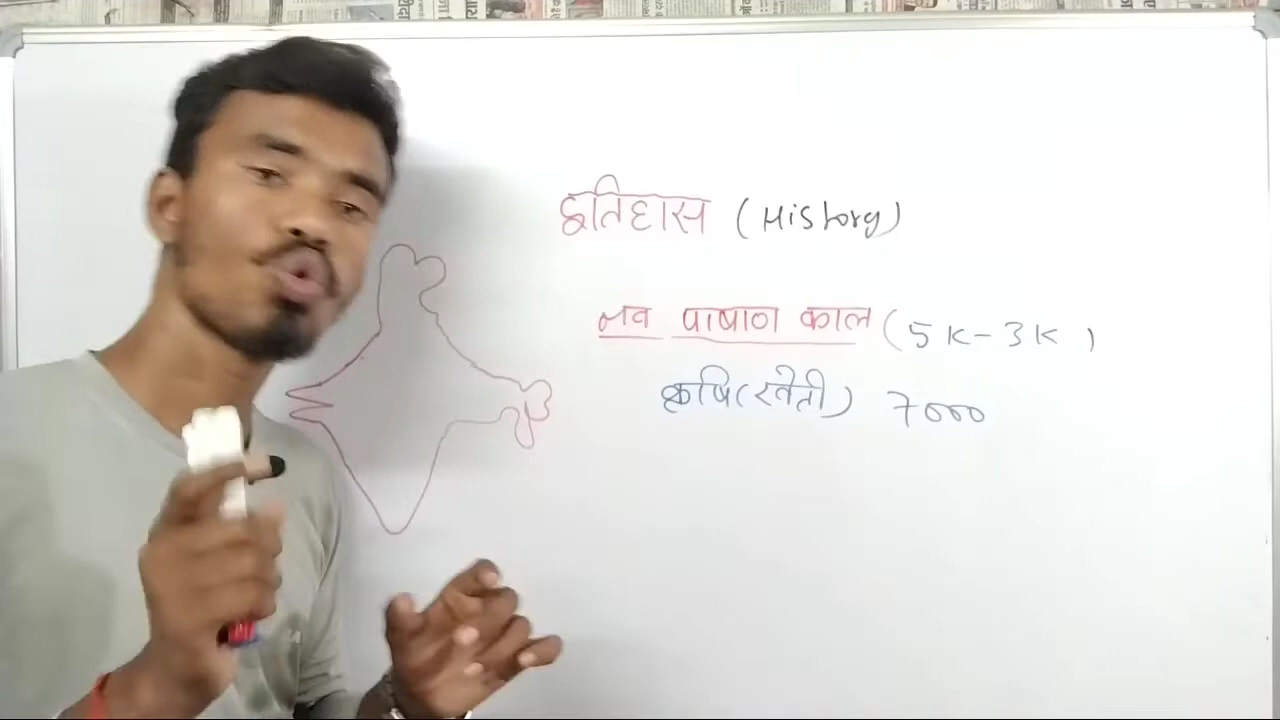 इतिहास (History)
नव पाषाण काल (5K-3K)
कृषि (खेती) 7000